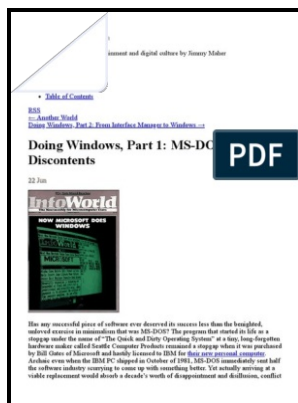 inment and digital culture by Jimmy Maher
Table of Contents
RSS
← Another World
Doing Windows, Part 2: From Interface Manager to Windows →
Doing Windows, Part 1: MS-DO
Discontents
PDF
22 Jun
InfoWorld
NOW MICROSOFT DOES
WINDOWS
Has any successful piece of software ever deserved its success less than the benighted,
unloved exercise in minimalism that was MS-DOS? The program that started its life as a
stopgap under the name of “The Quick and Dirty Operating System” at a tiny, long-forgotten
hardware maker called Seattle Computer Products remained a stopgap when it was purchased
by Bill Gates of Microsoft and hastily licensed to IBM for their new personal computer.
Archaic even when the IBM PC shipped in October of 1981, MS-DOS immediately sent half
the software industry scurrying to come up with something better. Yet actually arriving at a
viable replacement would absorb a decade’s worth of disappointment and disillusion, conflict